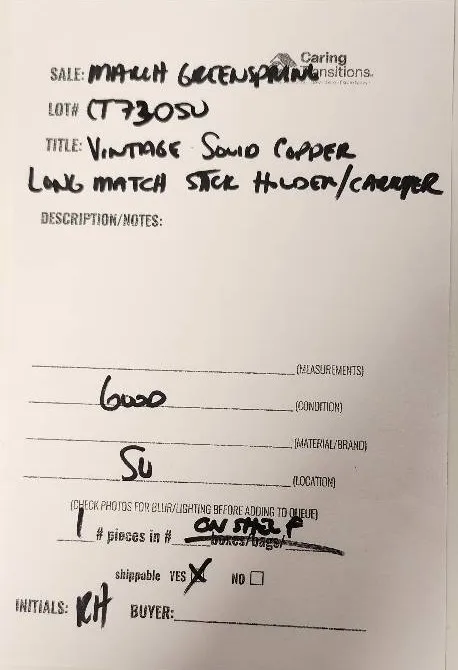 Caring
Transitions®
SALE: MARCH GREENSPRING
LOT# CT7305U
TITLE: VINTAGE SOLID COPPER
LONG MATCH STICK HOLDER/CARRIER
DESCRIPTION/NOTES:
(MEASUREMENTS)
GOOD (CONDITION)
(MATERIAL/BRAND)
SU (LOCATION)
(CHECK PHOTOS FOR BLUR/LIGHTING BEFORE ADDING TO QUEUE)
1 # pieces in # ON SHELF boxes/bags/
shippable YES X NO
INITIALS: RH BUYER: